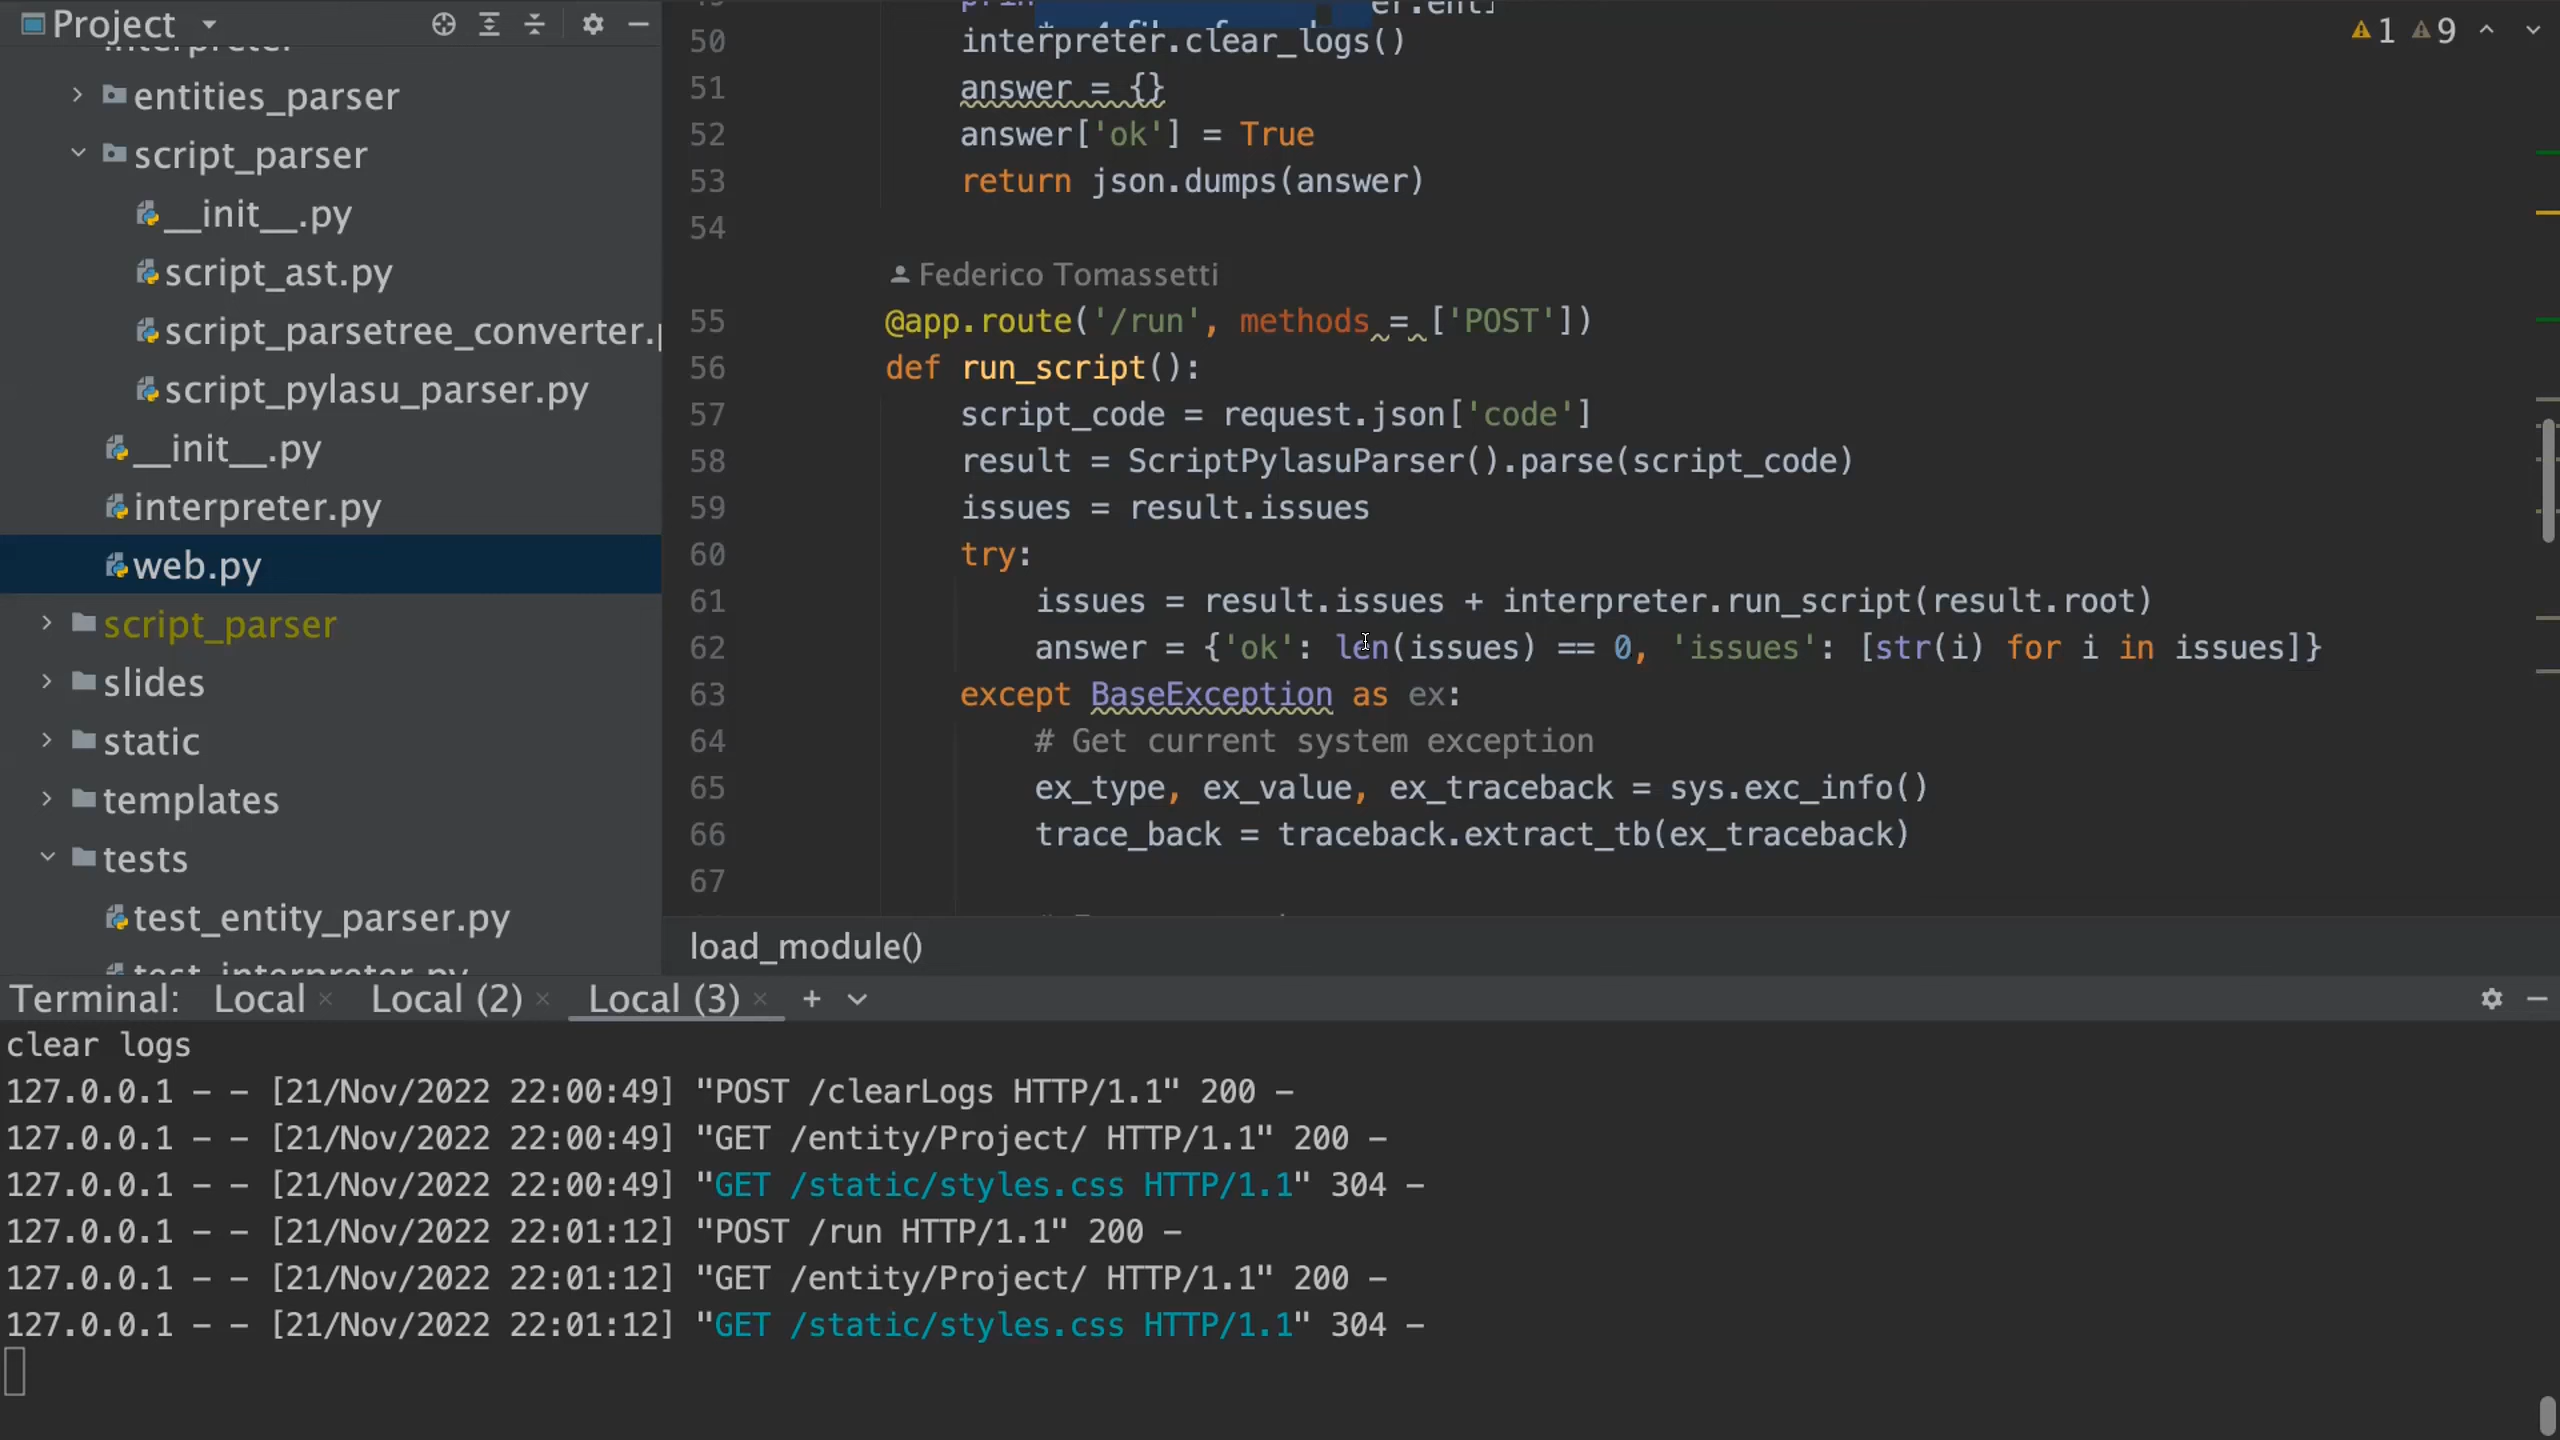 Project
interpreter
entities_parser
script_parser
__init__.py
script_ast.py
script_parsetree_converter.
script_pylasu_parser.py
__init__.py
interpreter.py
web.py
script_parser
slides
static
templates
tests
test_entity_parser.py
test_interpreter.py
1 9
50 interpreter.clear_logs()
51 answer = {}
52 answer['ok'] = True
53 return json.dumps(answer)
54
Federico Tomassetti
55 @app.route('/run', methods = ['POST'])
56 def run_script():
57 script_code = request.json['code']
58 result = ScriptPylasuParser().parse(script_code)
59 issues = result.issues
60 try:
61 issues = result.issues + interpreter.run_script(result.root)
62 answer = {'ok': len(issues) == 0, 'issues': [str(i) for i in issues]}
63 except BaseException as ex:
64 # Get current system exception
65 ex_type, ex_value, ex_traceback = sys.exc_info()
66 trace_back = traceback.extract_tb(ex_traceback)
67
load_module()
Terminal: Local × Local (2) × Local (3) × +
clear logs
127.0.0.1 - - [21/Nov/2022 22:00:49] "POST /clearLogs HTTP/1.1" 200 -
127.0.0.1 - - [21/Nov/2022 22:00:49] "GET /entity/Project/ HTTP/1.1" 200 -
127.0.0.1 - - [21/Nov/2022 22:00:49] "GET /static/styles.css HTTP/1.1" 304 -
127.0.0.1 - - [21/Nov/2022 22:01:12] "POST /run HTTP/1.1" 200 -
127.0.0.1 - - [21/Nov/2022 22:01:12] "GET /entity/Project/ HTTP/1.1" 200 -
127.0.0.1 - - [21/Nov/2022 22:01:12] "GET /static/styles.css HTTP/1.1" 304 -